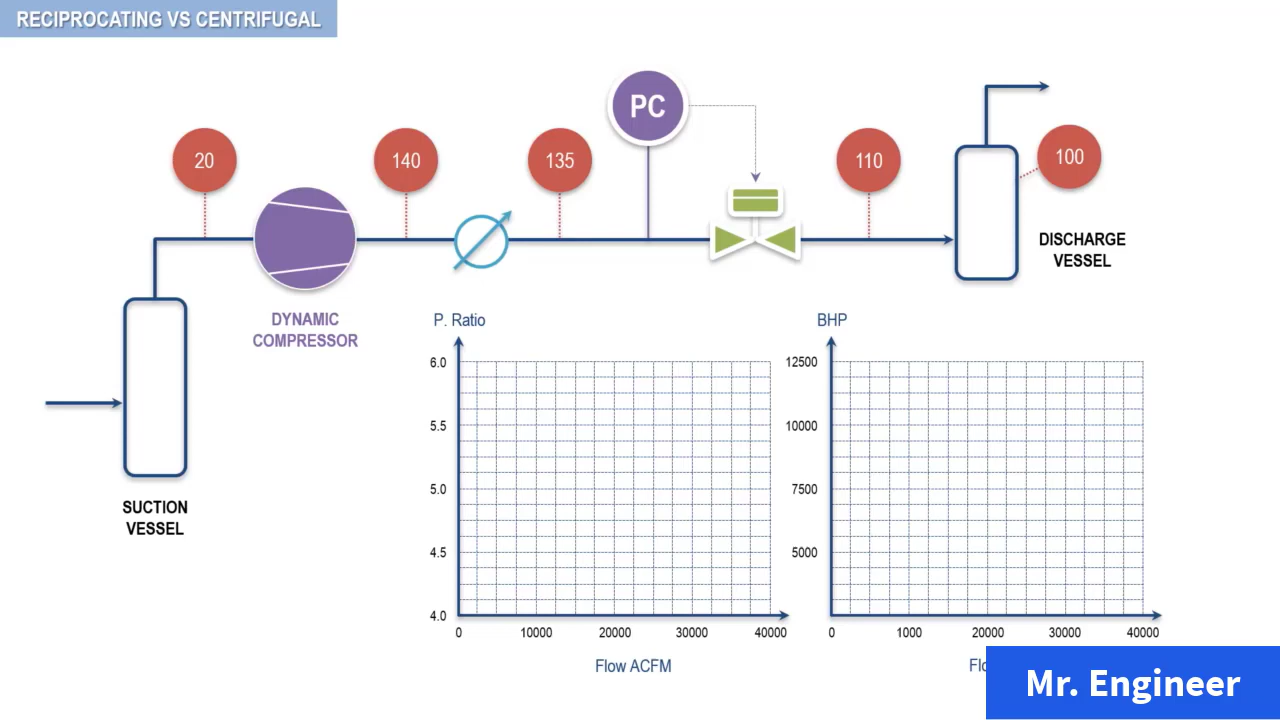 RECIPROCATING VS CENTRIFUGAL
PC
20
140
135
110
100
DISCHARGE
VESSEL
DYNAMIC
COMPRESSOR
SUCTION
VESSEL
P. Ratio
6.0
5.5
5.0
4.5
4.0
0
10000
20000
30000
40000
Flow ACFM
BHP
12500
10000
7500
5000
0
1000
20000
30000
40000
Mr. Engineer